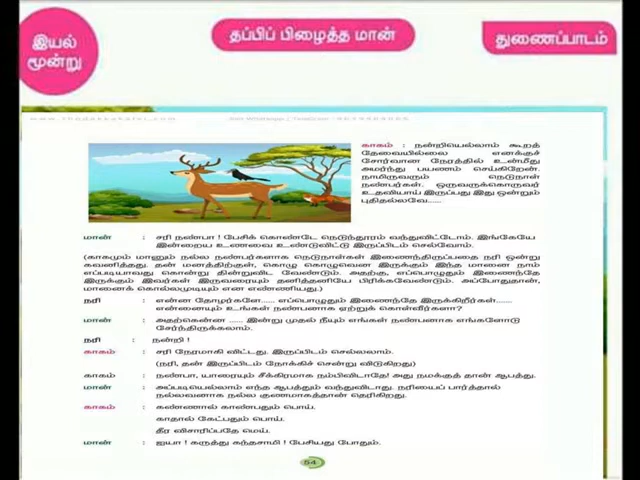 இயல்
மூன்று
தப்பிப் பிழைத்த மான்
துணைப்பாடம்
காகம் : நன்றியெல்லாம் கூறத்
தேவையில்லை எனக்குச்
சோர்வான நேரத்தில் உன்மீது
அமர்ந்து பயணம் செய்கிறேன்.
நாமிருவரும் நெடுநாள்
நண்பர்கள். ஒருவருக்கொருவர்
உதவியாய் இருப்பது இது ஒன்றும்
புதிதல்லவே.....
மான் : சரி நண்பா ! பேசிக் கொண்டே நெடுந்தூரம் வந்துவிட்டோம். இங்கேயே
இன்றைய உணவை உண்டுவிட்டு இருப்பிடம் செல்வோம்.
(காகமும் மானும் நல்ல நண்பர்களாக நெடுநாள்கள் இணைந்திருப்பதை நரி ஒன்று
கவனித்தது. தன் மனத்திற்குள், கொழு கொழுவென இருக்கும் இந்த மானை நாம்
எப்படியாவது கொன்று தின்றுவிட வேண்டும். அதற்கு, எப்பொழுதும் இணைந்தே
இருக்கும் இவர்கள் இருவரையும் தனித்தனியே பிரிக்கவேண்டும். அப்போதுதான்,
மானைக் கொல்லமுடியும் என எண்ணியது.)
நரி : என்ன தோழர்களே..... எப்பொழுதும் இணைந்தே இருக்கிறீர்கள்......
என்னையும் உங்கள் நண்பனாக ஏற்றுக் கொள்வீர்களா?
மான் : அதற்கென்ன ...... இன்று முதல் நீயும் எங்கள் நண்பனாக எங்களோடு
சேர்ந்திருக்கலாம்.
நரி : நன்றி !
காகம் : சரி நேரமாகி விட்டது. இருப்பிடம் செல்லலாம்.
(நரி, தன் இருப்பிடம் நோக்கிச் சென்று விடுகிறது)
காகம் : நண்பா, யாரையும் சீக்கிரமாக நம்பிவிடாதே! அது நமக்குத் தான் ஆபத்து.
மான் : அப்படியெல்லாம் எந்த ஆபத்தும் வந்துவிடாது. நரியைப் பார்த்தால்
நல்லவனாக நல்ல குணமாகத்தான் தெரிகிறது.
காகம் : கண்ணால் காண்பதும் பொய்.
காதால் கேட்பதும் பொய்.
தீர விசாரிப்பதே மெய்.
மான் : ஐயா ! கருத்து கந்தசாமி ! பேசியது போதும்.
54